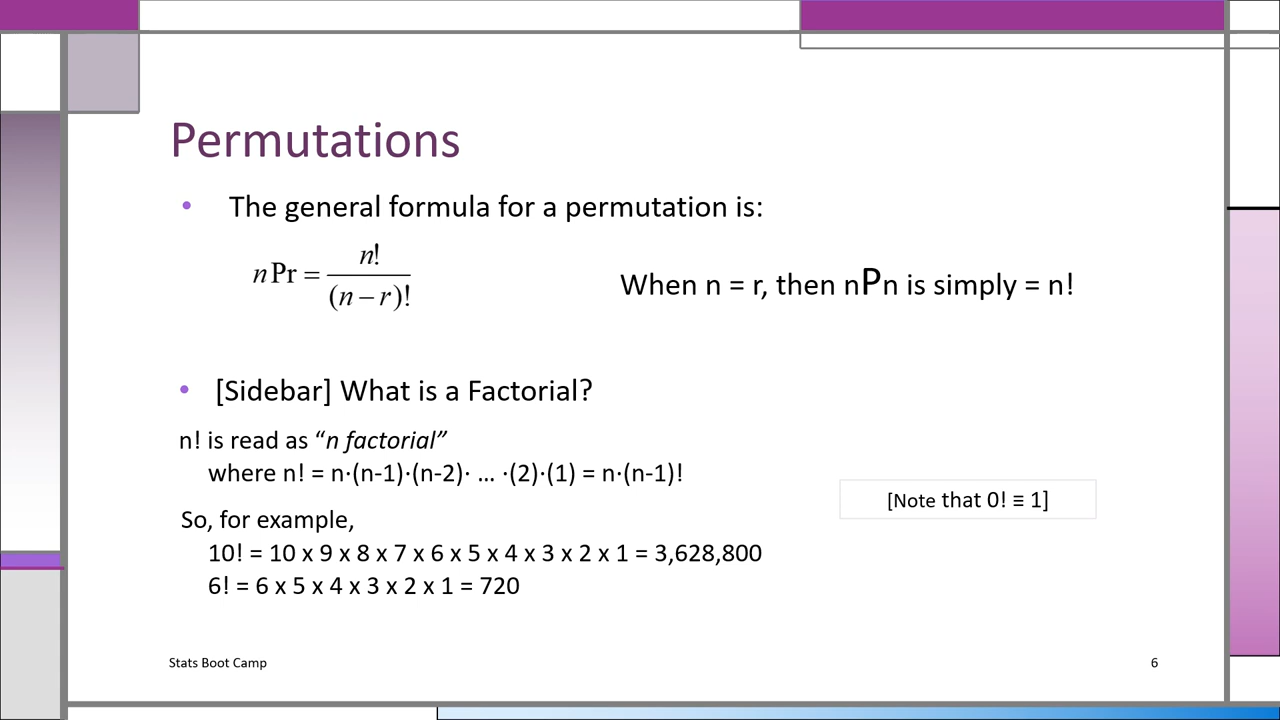 Permutations
• The general formula for a permutation is:
nPr = n! / (n − r)!
When n = r, then nPn is simply = n!
• [Sidebar] What is a Factorial?
n! is read as “n factorial”
where n! = n·(n-1)·(n-2)· … ·(2)·(1) = n·(n-1)!
[Note that 0! ≡ 1]
So, for example,
10! = 10 x 9 x 8 x 7 x 6 x 5 x 4 x 3 x 2 x 1 = 3,628,800
6! = 6 x 5 x 4 x 3 x 2 x 1 = 720
Stats Boot Camp
6